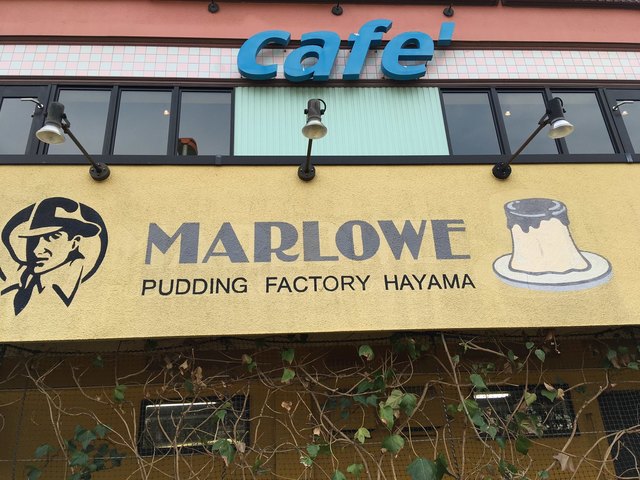 cafe'
MARLOWE
PUDDING FACTORY HAYAMA